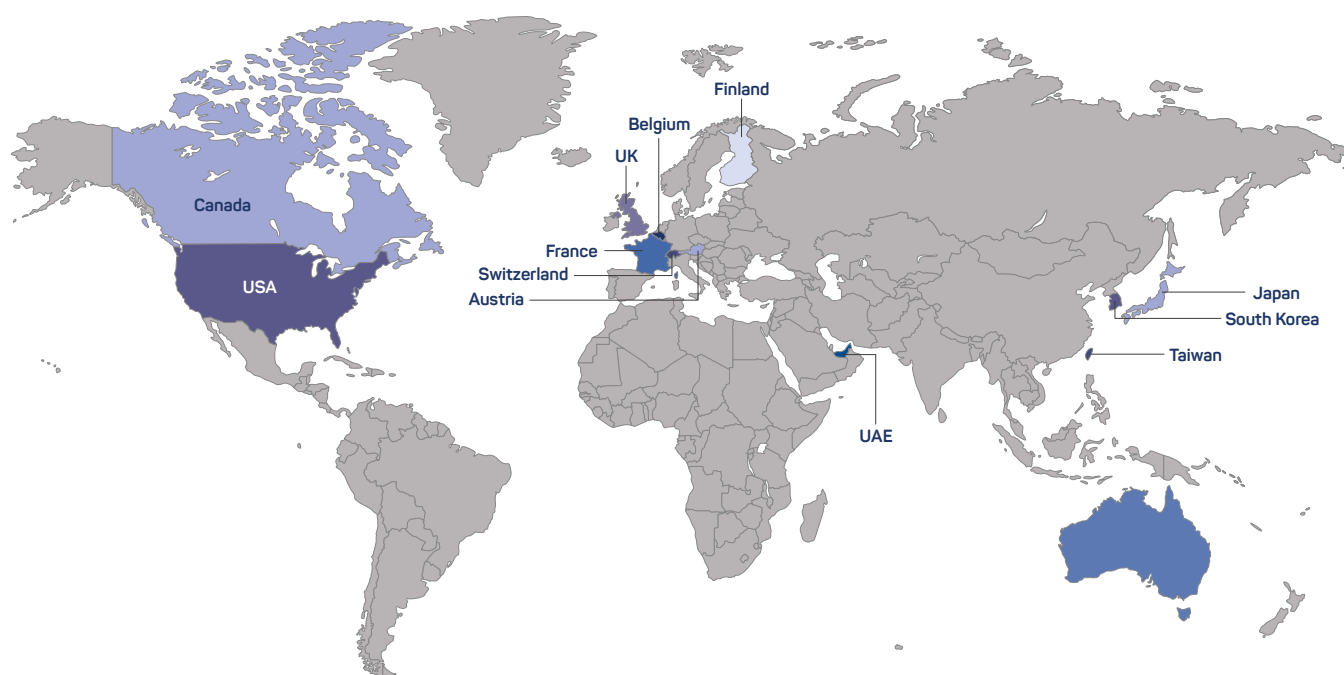 Finland
Belgium
UK
Canada
France
Switzerland
USA
Austria
Japan
South Korea
Taiwan
UAE